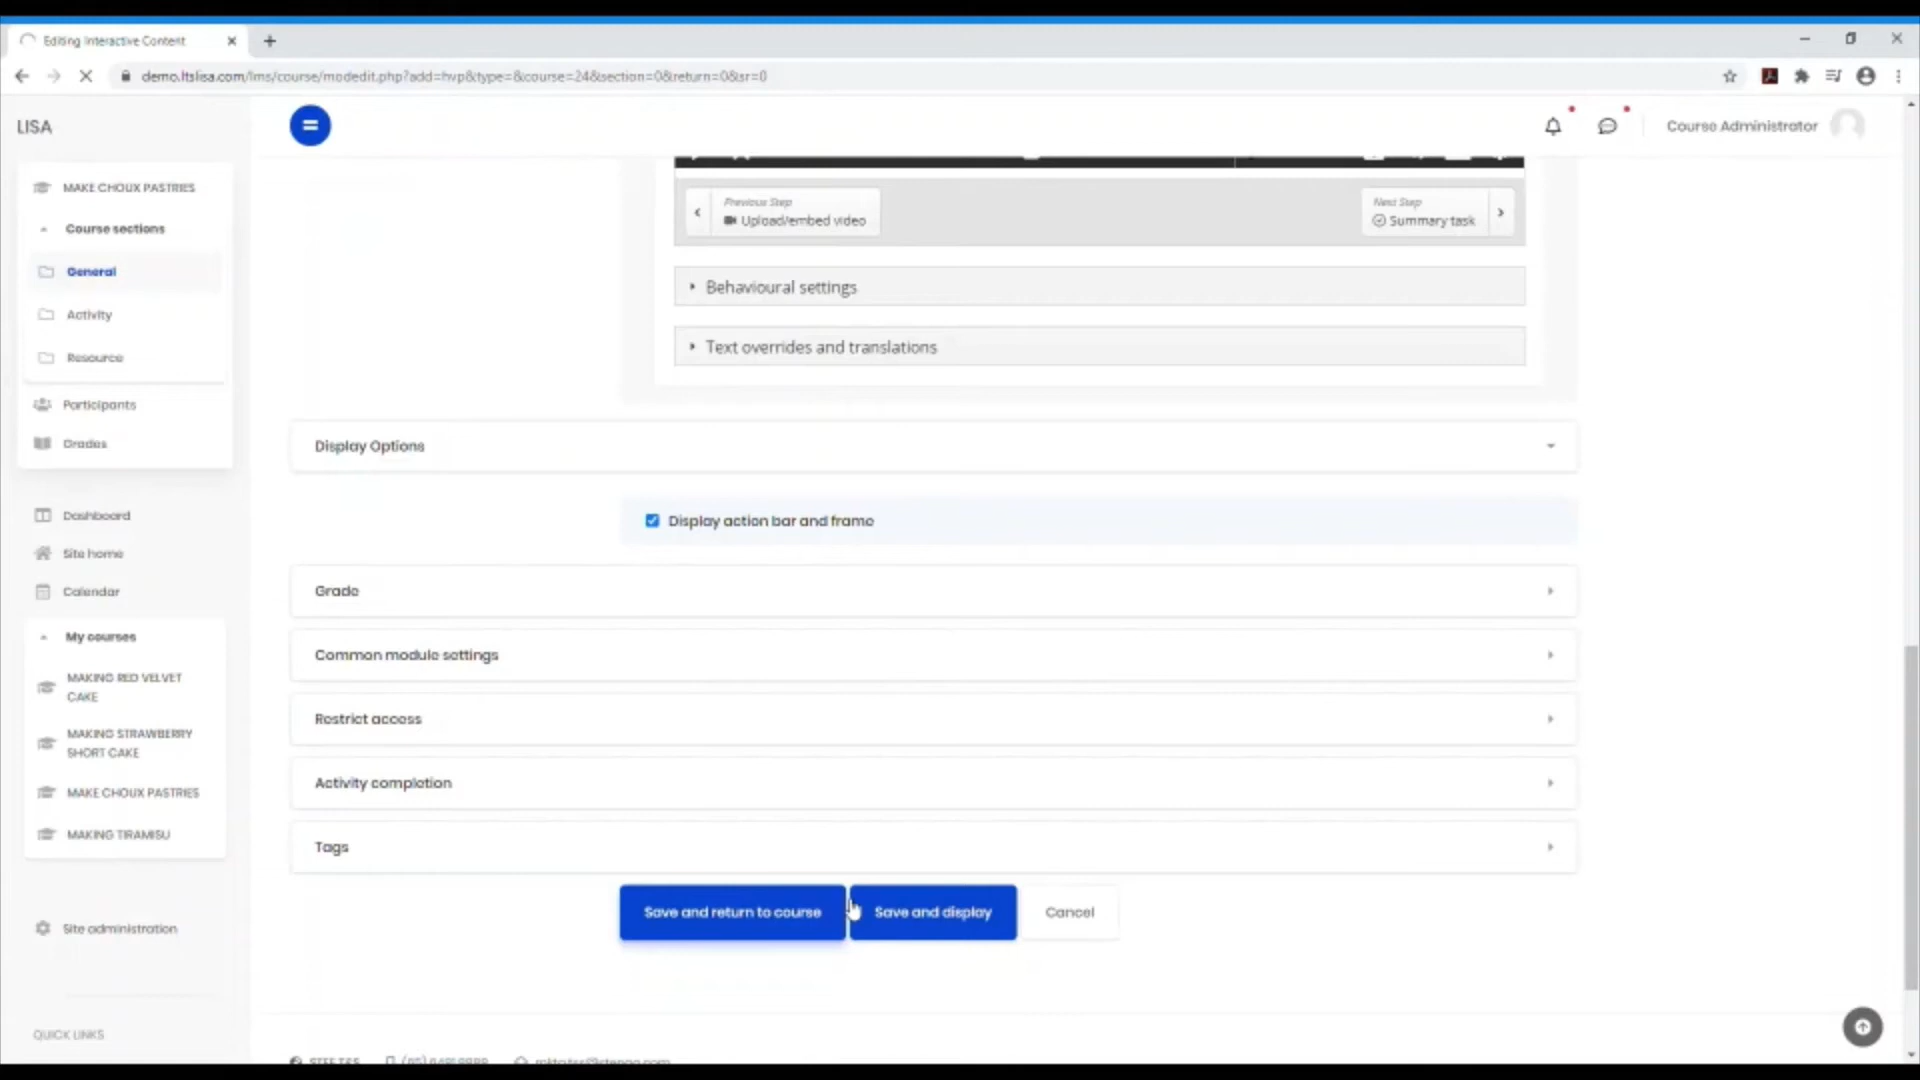 Editing Interactive Content
demo.ltslisa.com/lms/course/modedit.php?add=hvp&type=&course=24&section=0&return=0&sr=0
LISA
Course Administrator
MAKE CHOUX PASTRIES
Course sections
General
Activity
Resource
Participants
Grades
Dashboard
Site home
Calendar
My courses
MAKING RED VELVET
CAKE
MAKING STRAWBERRY
SHORT CAKE
MAKE CHOUX PASTRIES
MAKING TIRAMISU
Site administration
QUICK LINKS
Previous Step
Upload/embed video
Next Step
Summary task
Behavioural settings
Text overrides and translations
Display Options
Display action bar and frame
Grade
Common module settings
Restrict access
Activity completion
Tags
Save and return to course
Save and display
Cancel